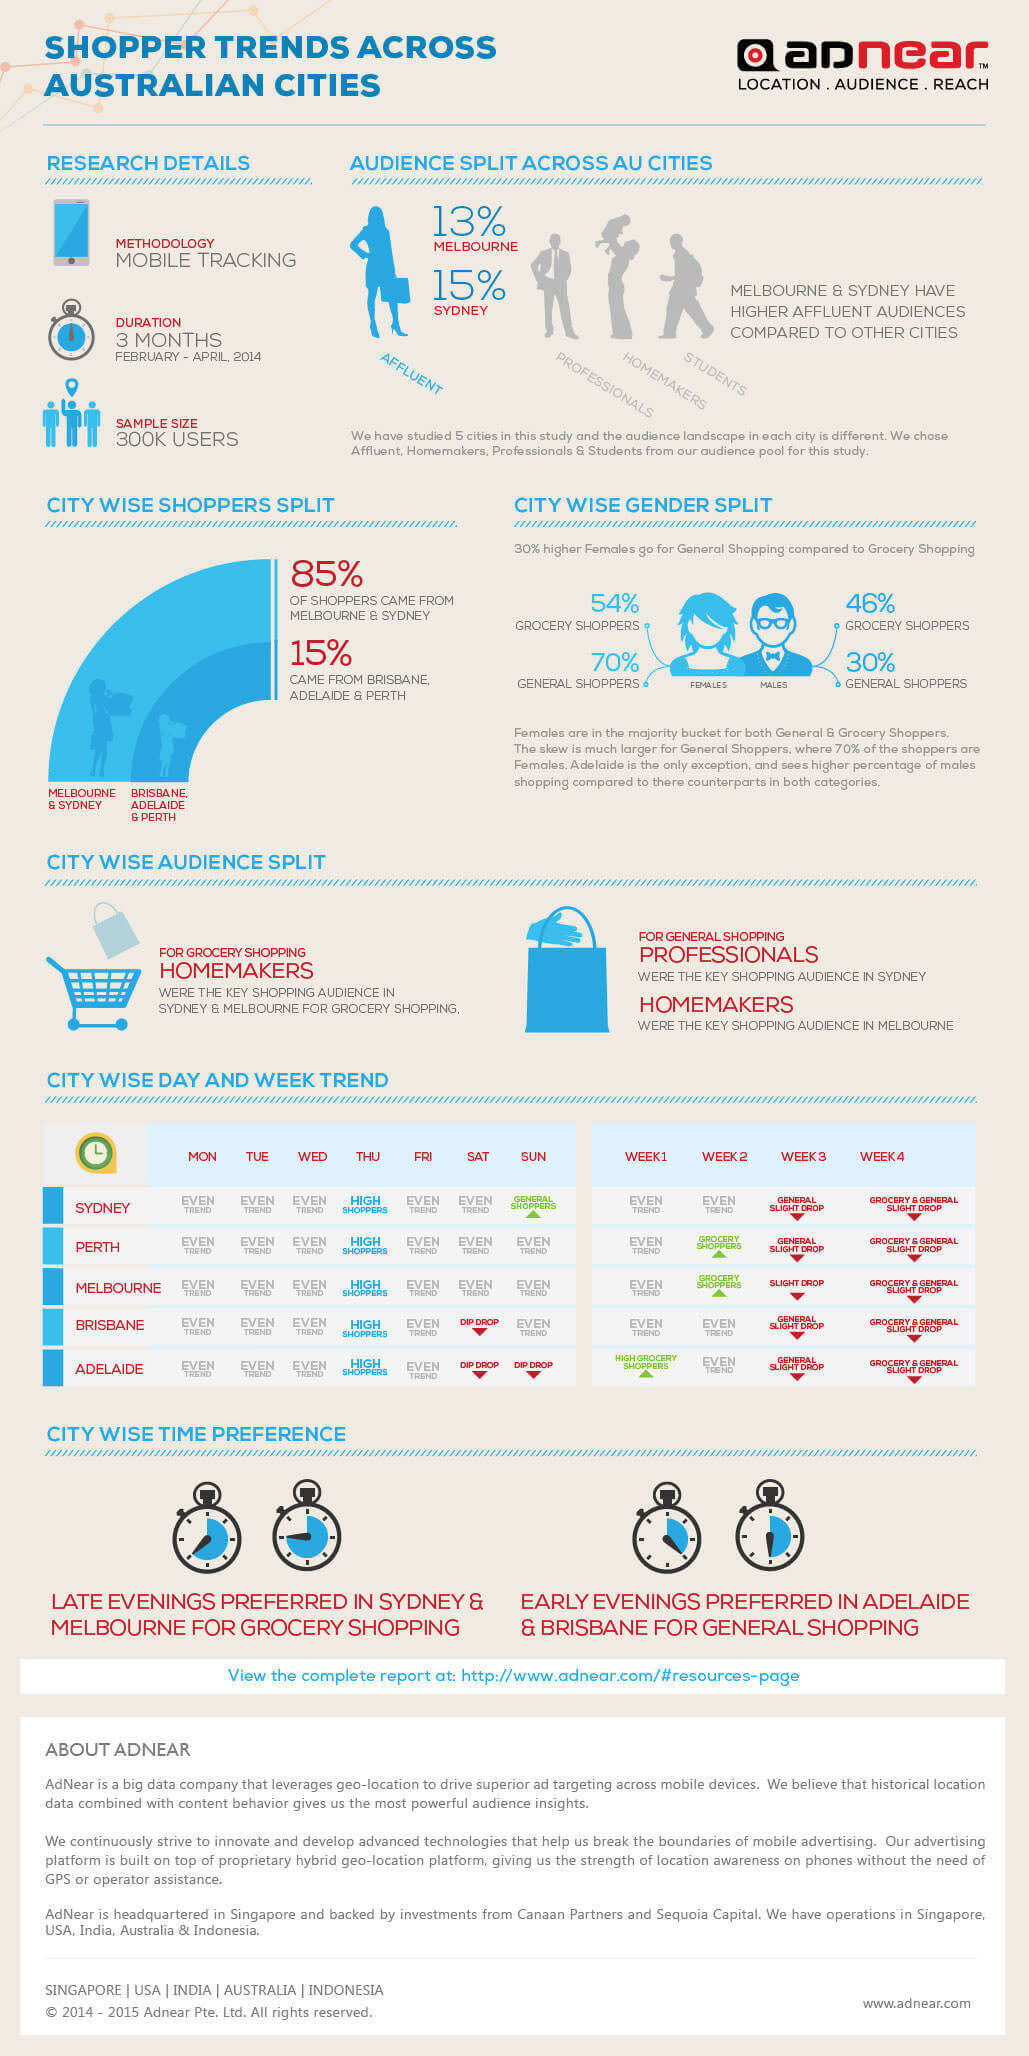 SHOPPER TRENDS ACROSS
AUSTRALIAN CITIES
adnear™
LOCATION . AUDIENCE . REACH
RESEARCH DETAILS
METHODOLOGY
MOBILE TRACKING
DURATION
3 MONTHS
FEBRUARY - APRIL, 2014
SAMPLE SIZE
300K USERS
AUDIENCE SPLIT ACROSS AU CITIES
13%
MELBOURNE
15%
SYDNEY
AFFLUENT
PROFESSIONALS
HOMEMAKERS
STUDENTS
MELBOURNE & SYDNEY HAVE
HIGHER AFFLUENT AUDIENCES
COMPARED TO OTHER CITIES
We have studied 5 cities in this study and the audience landscape in each city is different. We chose
Affluent, Homemakers, Professionals & Students from our audience pool for this study.
CITY WISE SHOPPERS SPLIT
85%
OF SHOPPERS CAME FROM
MELBOURNE & SYDNEY
15%
CAME FROM BRISBANE,
ADELAIDE & PERTH
MELBOURNE
& SYDNEY
BRISBANE,
ADELAIDE
& PERTH
CITY WISE GENDER SPLIT
30% higher Females go for General Shopping compared to Grocery Shopping
54%
GROCERY SHOPPERS
70%
GENERAL SHOPPERS
FEMALES
MALES
46%
GROCERY SHOPPERS
30%
GENERAL SHOPPERS
Females are in the majority bucket for both General & Grocery Shoppers.
The skew is much larger for General Shoppers, where 70% of the shoppers are
Females. Adelaide is the only exception, and sees higher percentage of males
shopping compared to there counterparts in both categories.
CITY WISE AUDIENCE SPLIT
FOR GROCERY SHOPPING
HOMEMAKERS
WERE THE KEY SHOPPING AUDIENCE IN
SYDNEY & MELBOURNE FOR GROCERY SHOPPING,
FOR GENERAL SHOPPING
PROFESSIONALS
WERE THE KEY SHOPPING AUDIENCE IN SYDNEY
HOMEMAKERS
WERE THE KEY SHOPPING AUDIENCE IN MELBOURNE
CITY WISE DAY AND WEEK TREND
MON TUE WED THU FRI SAT SUN WEEK 1 WEEK 2 WEEK 3 WEEK 4
SYDNEY EVEN TREND EVEN TREND EVEN TREND HIGH SHOPPERS EVEN TREND EVEN TREND GENERAL SHOPPERS EVEN TREND EVEN TREND GENERAL SLIGHT DROP GROCERY & GENERAL SLIGHT DROP
PERTH EVEN TREND EVEN TREND EVEN TREND HIGH SHOPPERS EVEN TREND EVEN TREND EVEN TREND EVEN TREND GROCERY SHOPPERS GENERAL SLIGHT DROP GROCERY & GENERAL SLIGHT DROP
MELBOURNE EVEN TREND EVEN TREND EVEN TREND HIGH SHOPPERS EVEN TREND EVEN TREND EVEN TREND EVEN TREND GROCERY SHOPPERS SLIGHT DROP GROCERY & GENERAL SLIGHT DROP
BRISBANE EVEN TREND EVEN TREND EVEN TREND HIGH SHOPPERS EVEN TREND DIP DROP EVEN TREND EVEN TREND EVEN TREND GENERAL SLIGHT DROP GROCERY & GENERAL SLIGHT DROP
ADELAIDE EVEN TREND EVEN TREND EVEN TREND HIGH SHOPPERS EVEN TREND DIP DROP DIP DROP HIGH GROCERY SHOPPERS EVEN TREND GENERAL SLIGHT DROP GROCERY & GENERAL SLIGHT DROP
CITY WISE TIME PREFERENCE
LATE EVENINGS PREFERRED IN SYDNEY &
MELBOURNE FOR GROCERY SHOPPING
EARLY EVENINGS PREFERRED IN ADELAIDE
& BRISBANE FOR GENERAL SHOPPING
View the complete report at: http://www.adnear.com/#resources-page
ABOUT ADNEAR
AdNear is a big data company that leverages geo-location to drive superior ad targeting across mobile devices. We believe that historical location
data combined with content behavior gives us the most powerful audience insights.
We continuously strive to innovate and develop advanced technologies that help us break the boundaries of mobile advertising. Our advertising
platform is built on top of proprietary hybrid geo-location platform, giving us the strength of location awareness on phones without the need of
GPS or operator assistance.
AdNear is headquartered in Singapore and backed by investments from Canaan Partners and Sequoia Capital. We have operations in Singapore,
USA, India, Australia & Indonesia.
SINGAPORE | USA | INDIA | AUSTRALIA | INDONESIA
© 2014 - 2015 Adnear Pte. Ltd. All rights reserved.
www.adnear.com